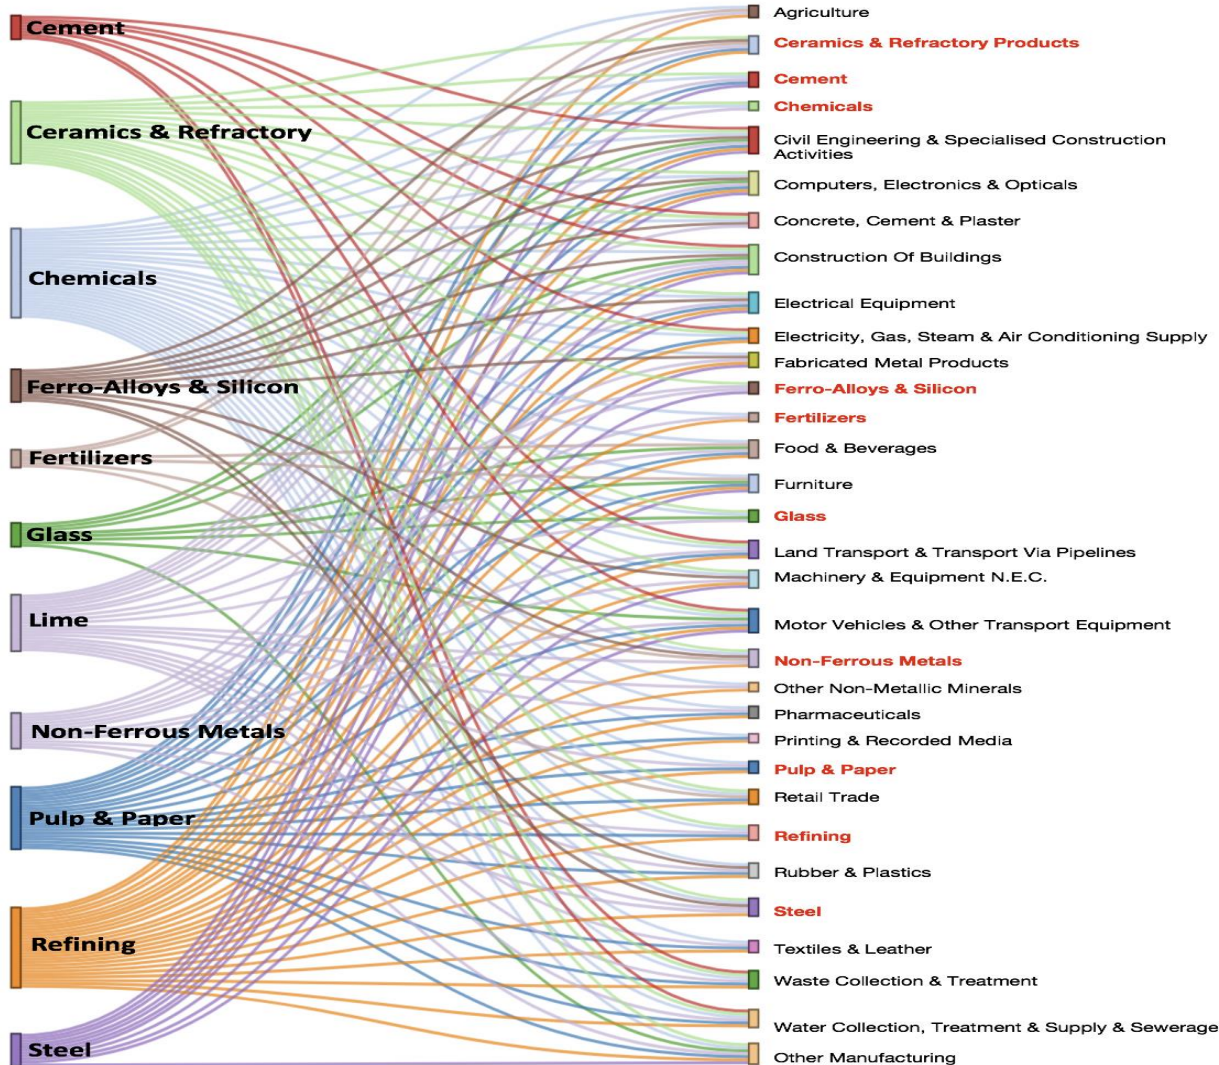 Cement
Ceramics & Refractory
Chemicals
Ferro-Alloys & Silicon
Fertilizers
Glass
Lime
Non-Ferrous Metals
Pulp & Paper
Refining
Steel
Agriculture
Ceramics & Refractory Products
Cement
Chemicals
Civil Engineering & Specialised Construction
Activities
Computers, Electronics & Opticals
Concrete, Cement & Plaster
Construction Of Buildings
Electrical Equipment
Electricity, Gas, Steam & Air Conditioning Supply
Fabricated Metal Products
Ferro-Alloys & Silicon
Fertilizers
Food & Beverages
Furniture
Glass
Land Transport & Transport Via Pipelines
Machinery & Equipment N.E.C.
Motor Vehicles & Other Transport Equipment
Non-Ferrous Metals
Other Non-Metallic Minerals
Pharmaceuticals
Printing & Recorded Media
Pulp & Paper
Retail Trade
Refining
Rubber & Plastics
Steel
Textiles & Leather
Waste Collection & Treatment
Water Collection, Treatment & Supply & Sewerage
Other Manufacturing